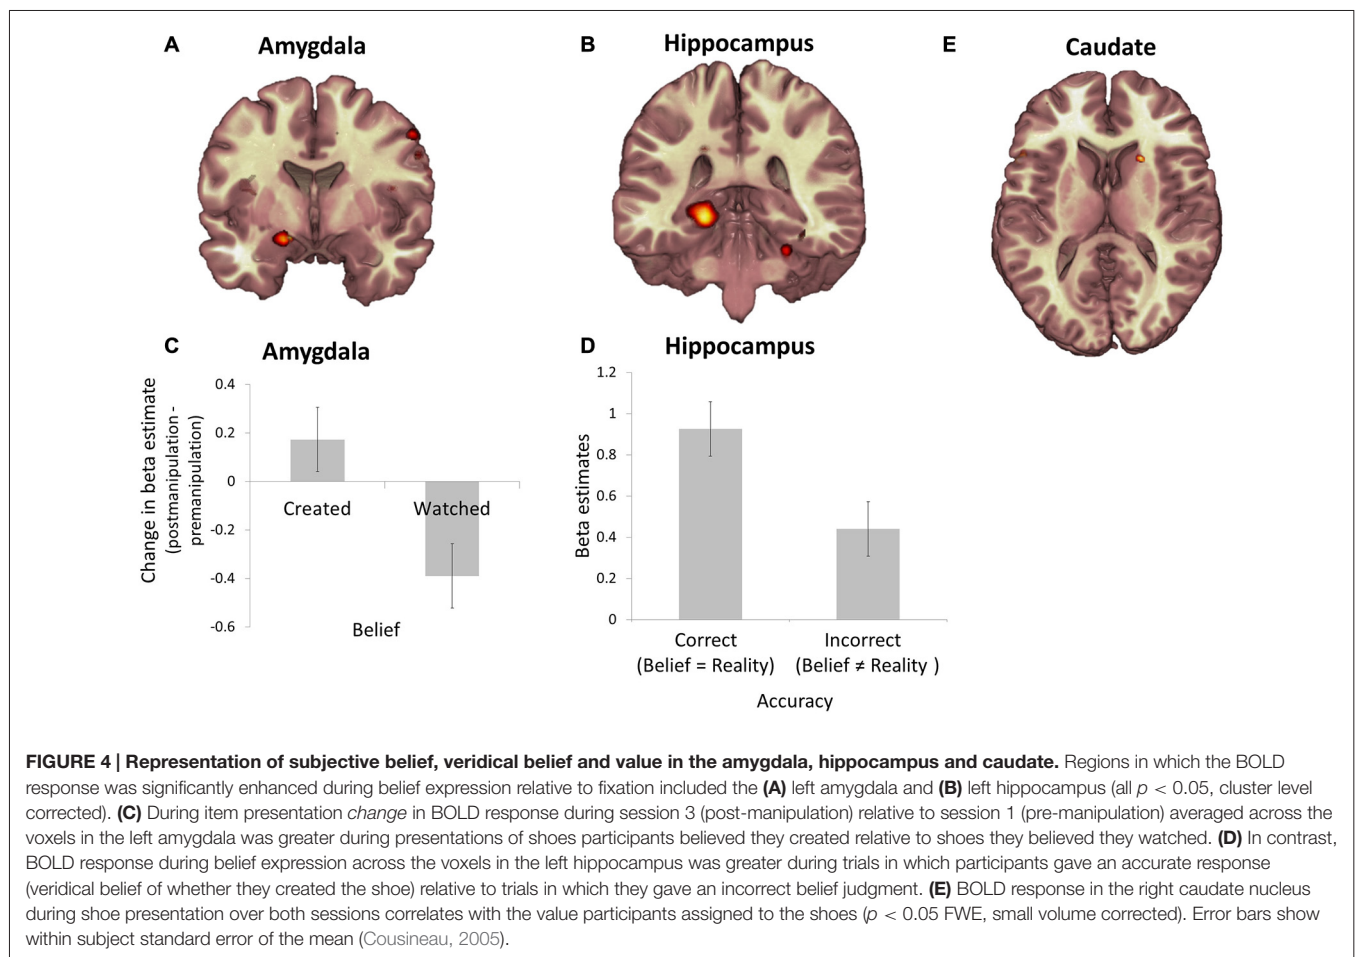 A
Amygdala
B
Hippocampus
E
Caudate
C
Amygdala
Change in beta estimate
(postmanipulation -
premanipulation)
0.4
0.2
0
-0.2
-0.4
-0.6
Created
Watched
Belief
D
Hippocampus
Beta estimates
1.2
1
0.8
0.6
0.4
0.2
0
Correct
(Belief = Reality)
Incorrect
(Belief ≠ Reality )
Accuracy
FIGURE 4 | Representation of subjective belief, veridical belief and value in the amygdala, hippocampus and caudate. Regions in which the BOLD
response was significantly enhanced during belief expression relative to fixation included the (A) left amygdala and (B) left hippocampus (all p < 0.05, cluster level
corrected). (C) During item presentation change in BOLD response during session 3 (post-manipulation) relative to session 1 (pre-manipulation) averaged across the
voxels in the left amygdala was greater during presentations of shoes participants believed they created relative to shoes they believed they watched. (D) In contrast,
BOLD response during belief expression across the voxels in the left hippocampus was greater during trials in which participants gave an accurate response
(veridical belief of whether they created the shoe) relative to trials in which they gave an incorrect belief judgment. (E) BOLD response in the right caudate nucleus
during shoe presentation over both sessions correlates with the value participants assigned to the shoes (p < 0.05 FWE, small volume corrected). Error bars show
within subject standard error of the mean (Cousineau, 2005).